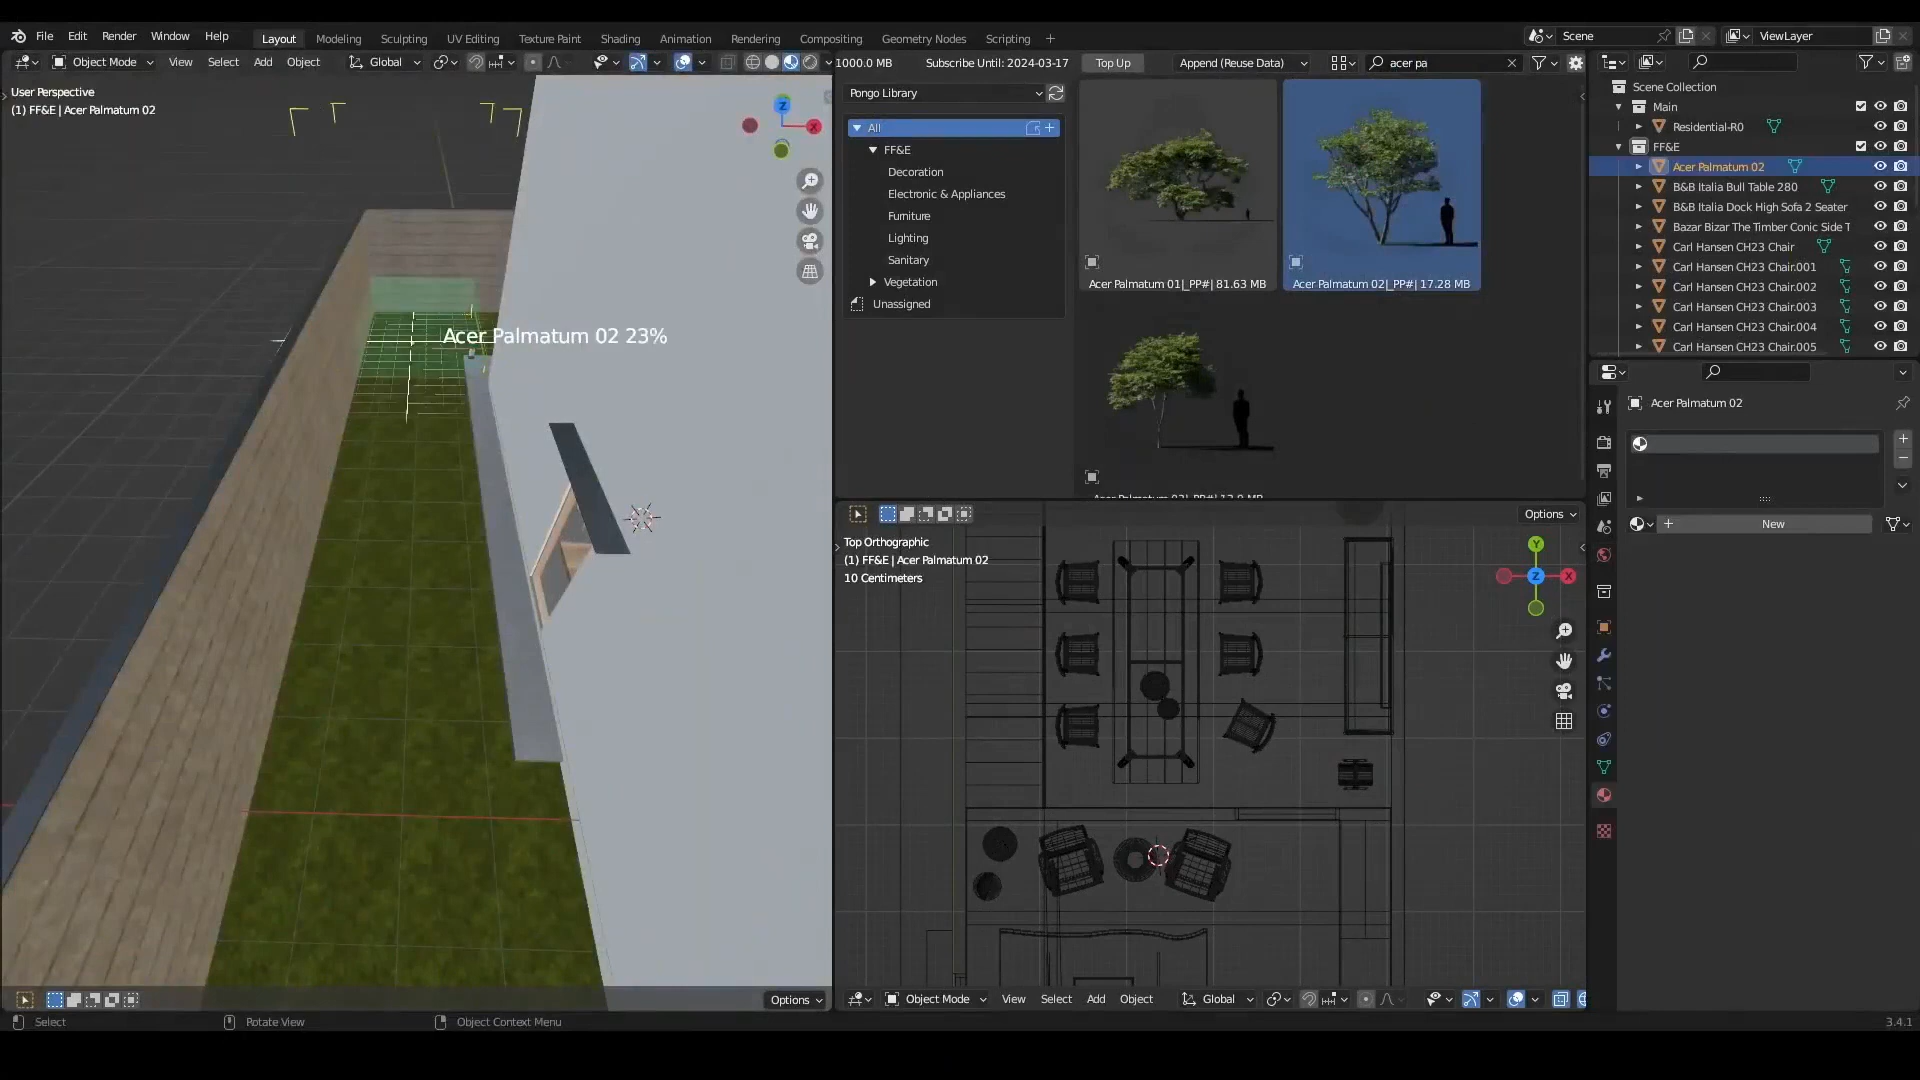 File Edit Render Window Help Layout Modeling Sculpting UV Editing Texture Paint Shading Animation Rendering Compositing Geometry Nodes Scripting + Scene ViewLayer
Object Mode View Select Add Object Global
1000.0 MB Subscribe Until: 2024-03-17 Top Up Append (Reuse Data) acer pa
User Perspective
(1) FF&E | Acer Palmatum 02
Z
X
Acer Palmatum 02 23%
Options
Pongo Library
All
FF&E
Decoration
Electronic & Appliances
Furniture
Lighting
Sanitary
Vegetation
Unassigned
Acer Palmatum 01|_PP#| 81.63 MB
Acer Palmatum 02|_PP#| 17.28 MB
Options
Top Orthographic
(1) FF&E | Acer Palmatum 02
10 Centimeters
Y
Z
X
Object Mode View Select Add Object Global
Scene Collection
Main
Residential-R0
FF&E
Acer Palmatum 02
B&B Italia Bull Table 280
B&B Italia Dock High Sofa 2 Seater
Bazar Bizar The Timber Conic Side T
Carl Hansen CH23 Chair
Carl Hansen CH23 Chair.001
Carl Hansen CH23 Chair.002
Carl Hansen CH23 Chair.003
Carl Hansen CH23 Chair.004
Carl Hansen CH23 Chair.005
Acer Palmatum 02
New
Select Rotate View Object Context Menu 3.4.1